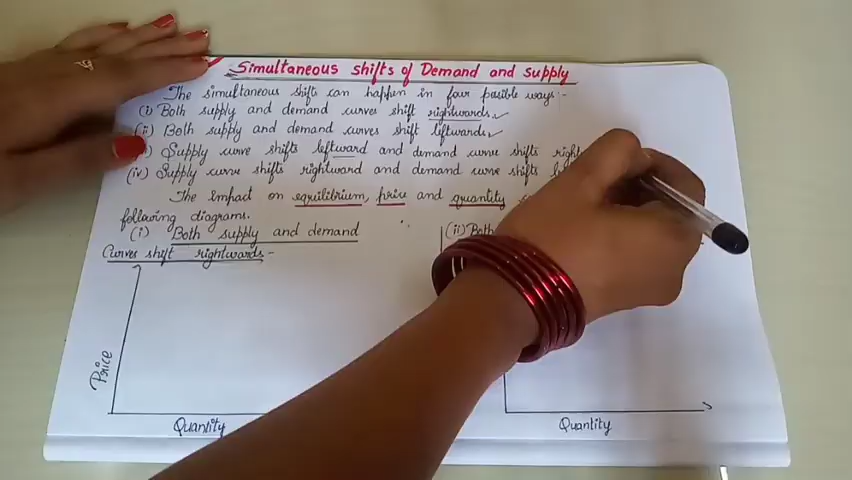 Simultaneous shifts of Demand and supply
The simultaneous shift can happen in four posible ways:-
(i) Both supply and demand curves shift rightwards.
(ii) Both supply and demand curves shift liftwards.
Supply curve shifts leftward and demand curve shifts
(iv) Supply curve shifts rightward and demand curve shifts
The impact on equilibrium, price and quantity
following diagrams.
(i) Both supply and demand
Curves shift rightwards -
(ii) Both
Price
Quantity
Quantity